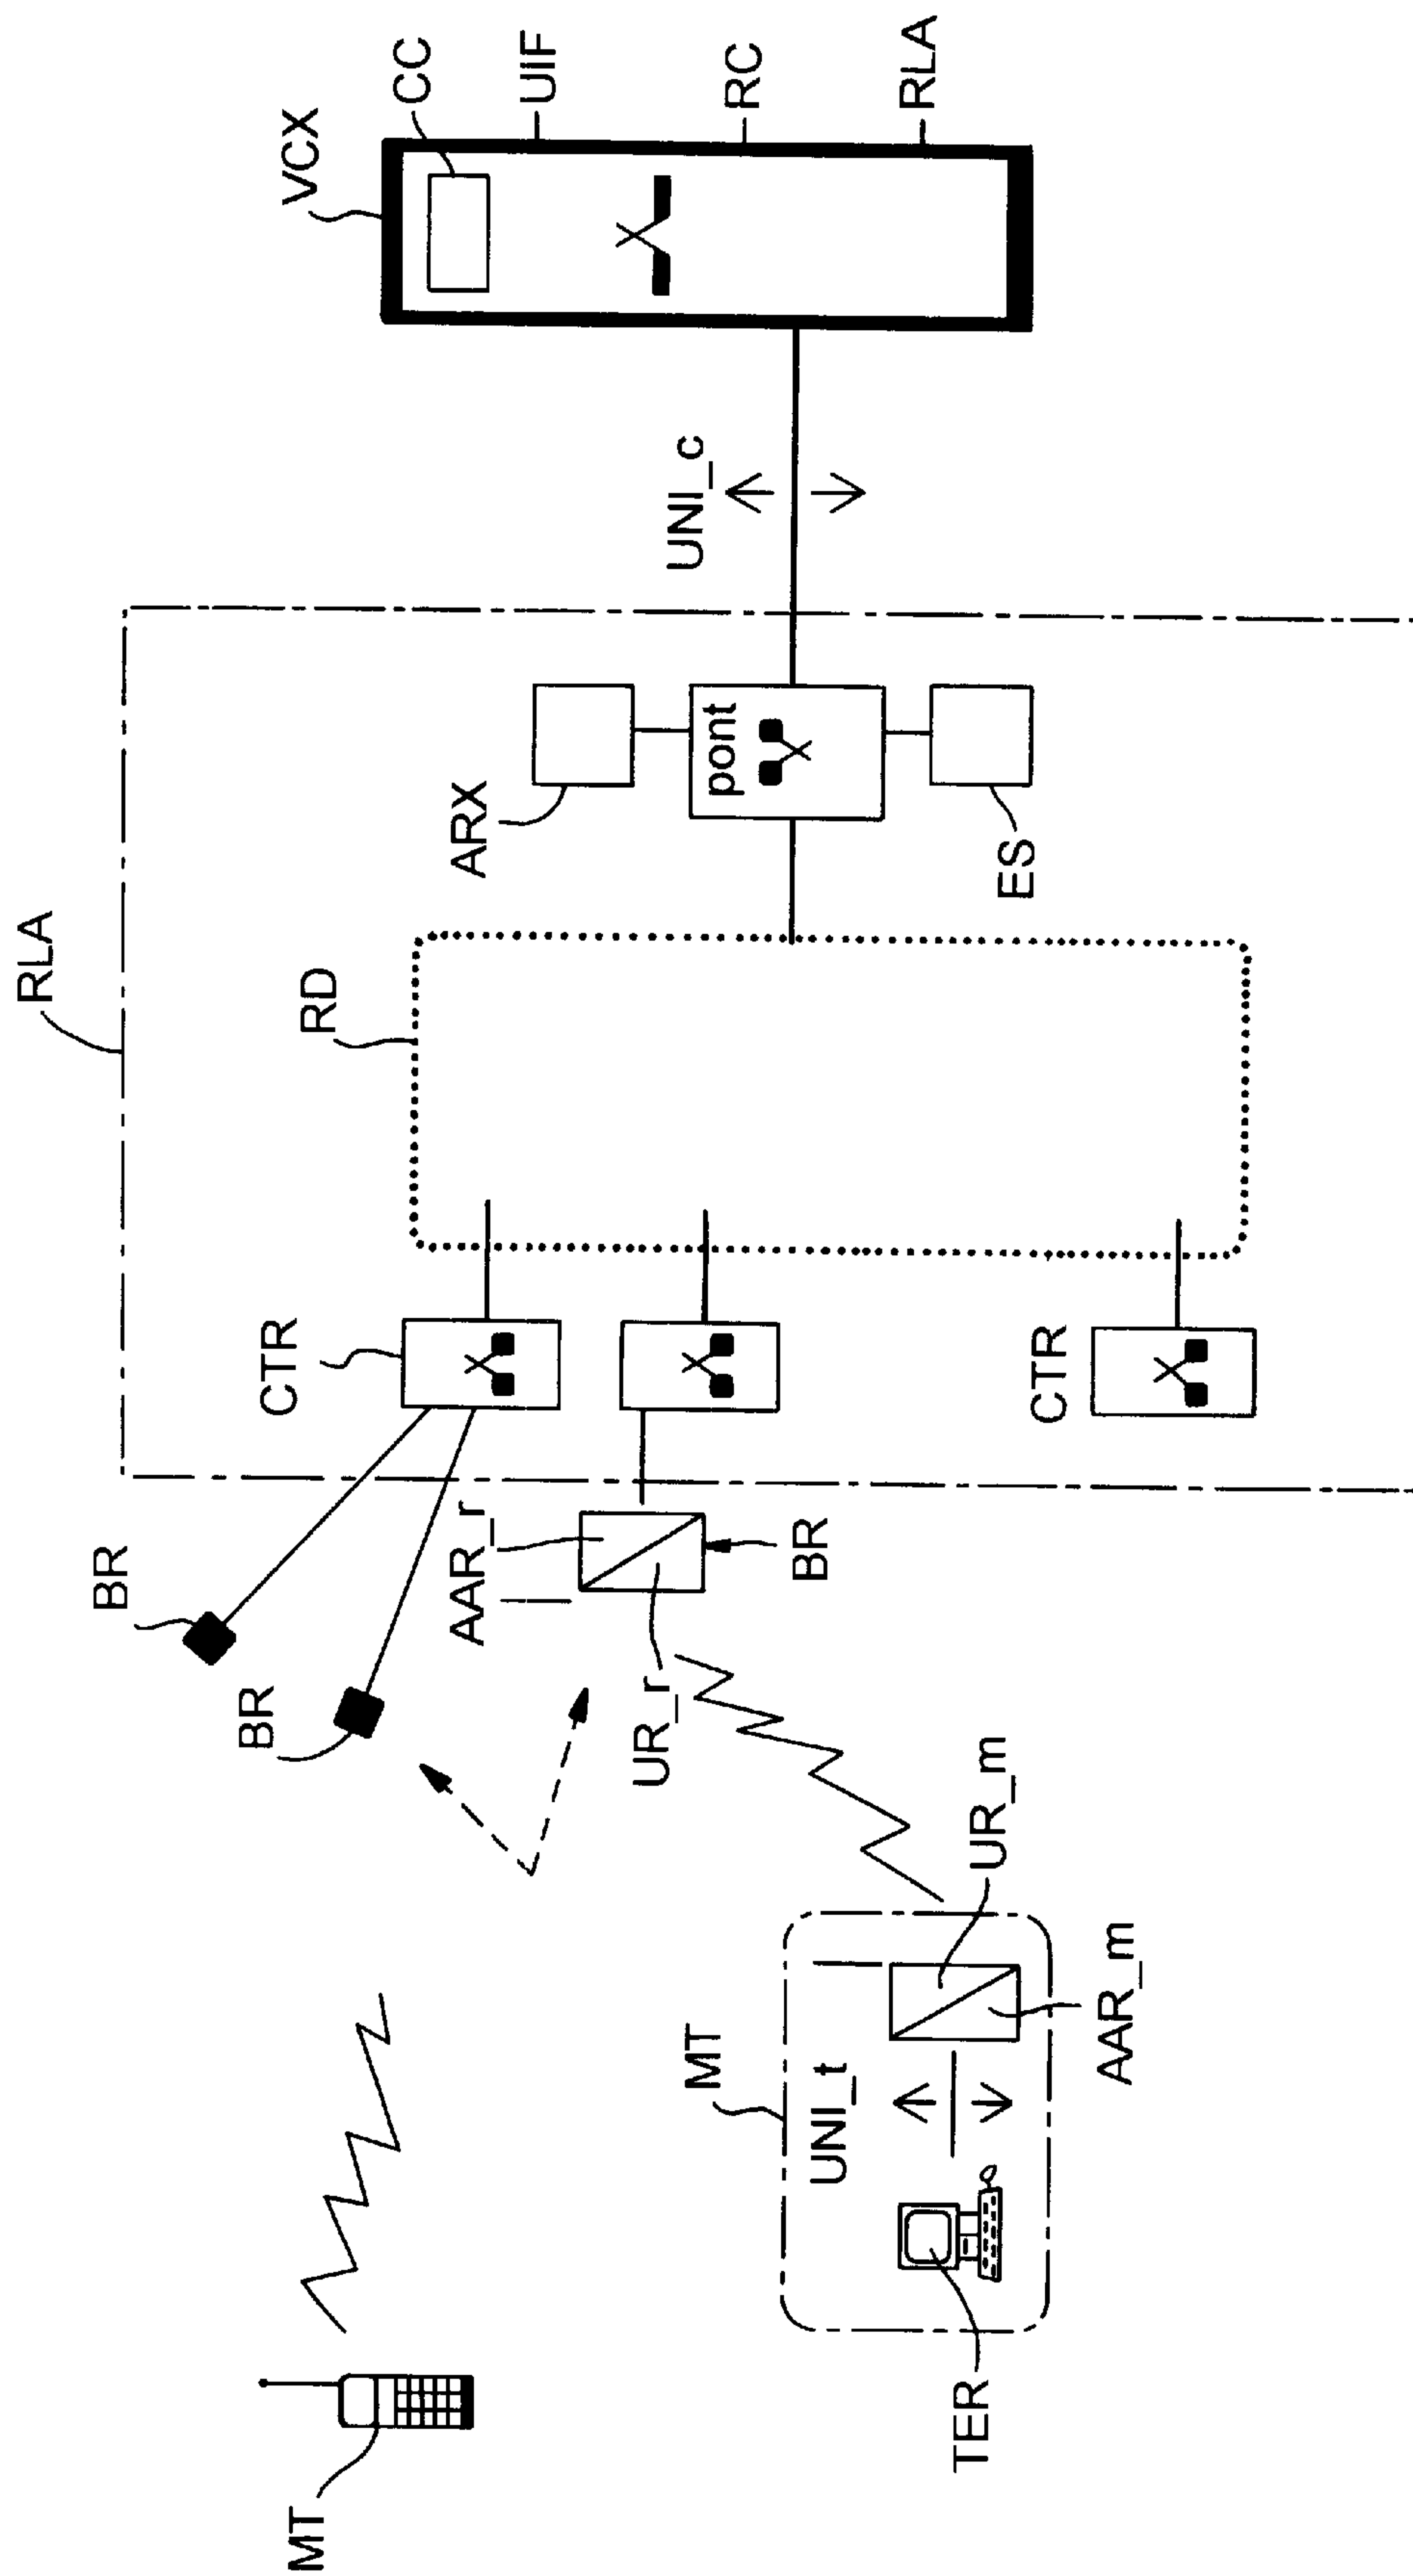 VCX
CC
UIF
RC
RLA
UNI_c
RLA
ARX
pont
ES
RD
CTR
CTR
BR
BR
AAR_r
BR
UR_r
UR_m
AAR_m
MT
UNI_t
TER
MT